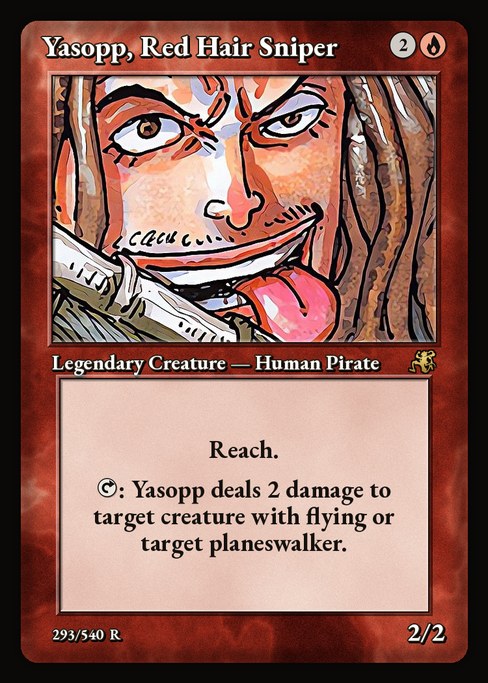 Yasopp, Red Hair Sniper 2
Legendary Creature — Human Pirate
Reach.
: Yasopp deals 2 damage to
target creature with flying or
target planeswalker.
293/540 R 2/2